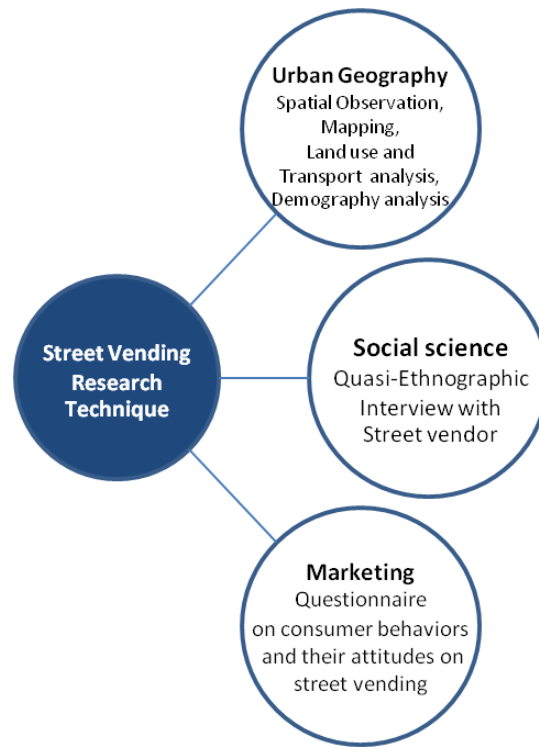 Urban Geography
Spatial Observation,
Mapping,
Land use and
Transport analysis,
Demography analysis
Street Vending
Research
Technique
Social science
Quasi-Ethnographic
Interview with
Street vendor
Marketing
Questionnaire
on consumer behaviors
and their attitudes on
street vending